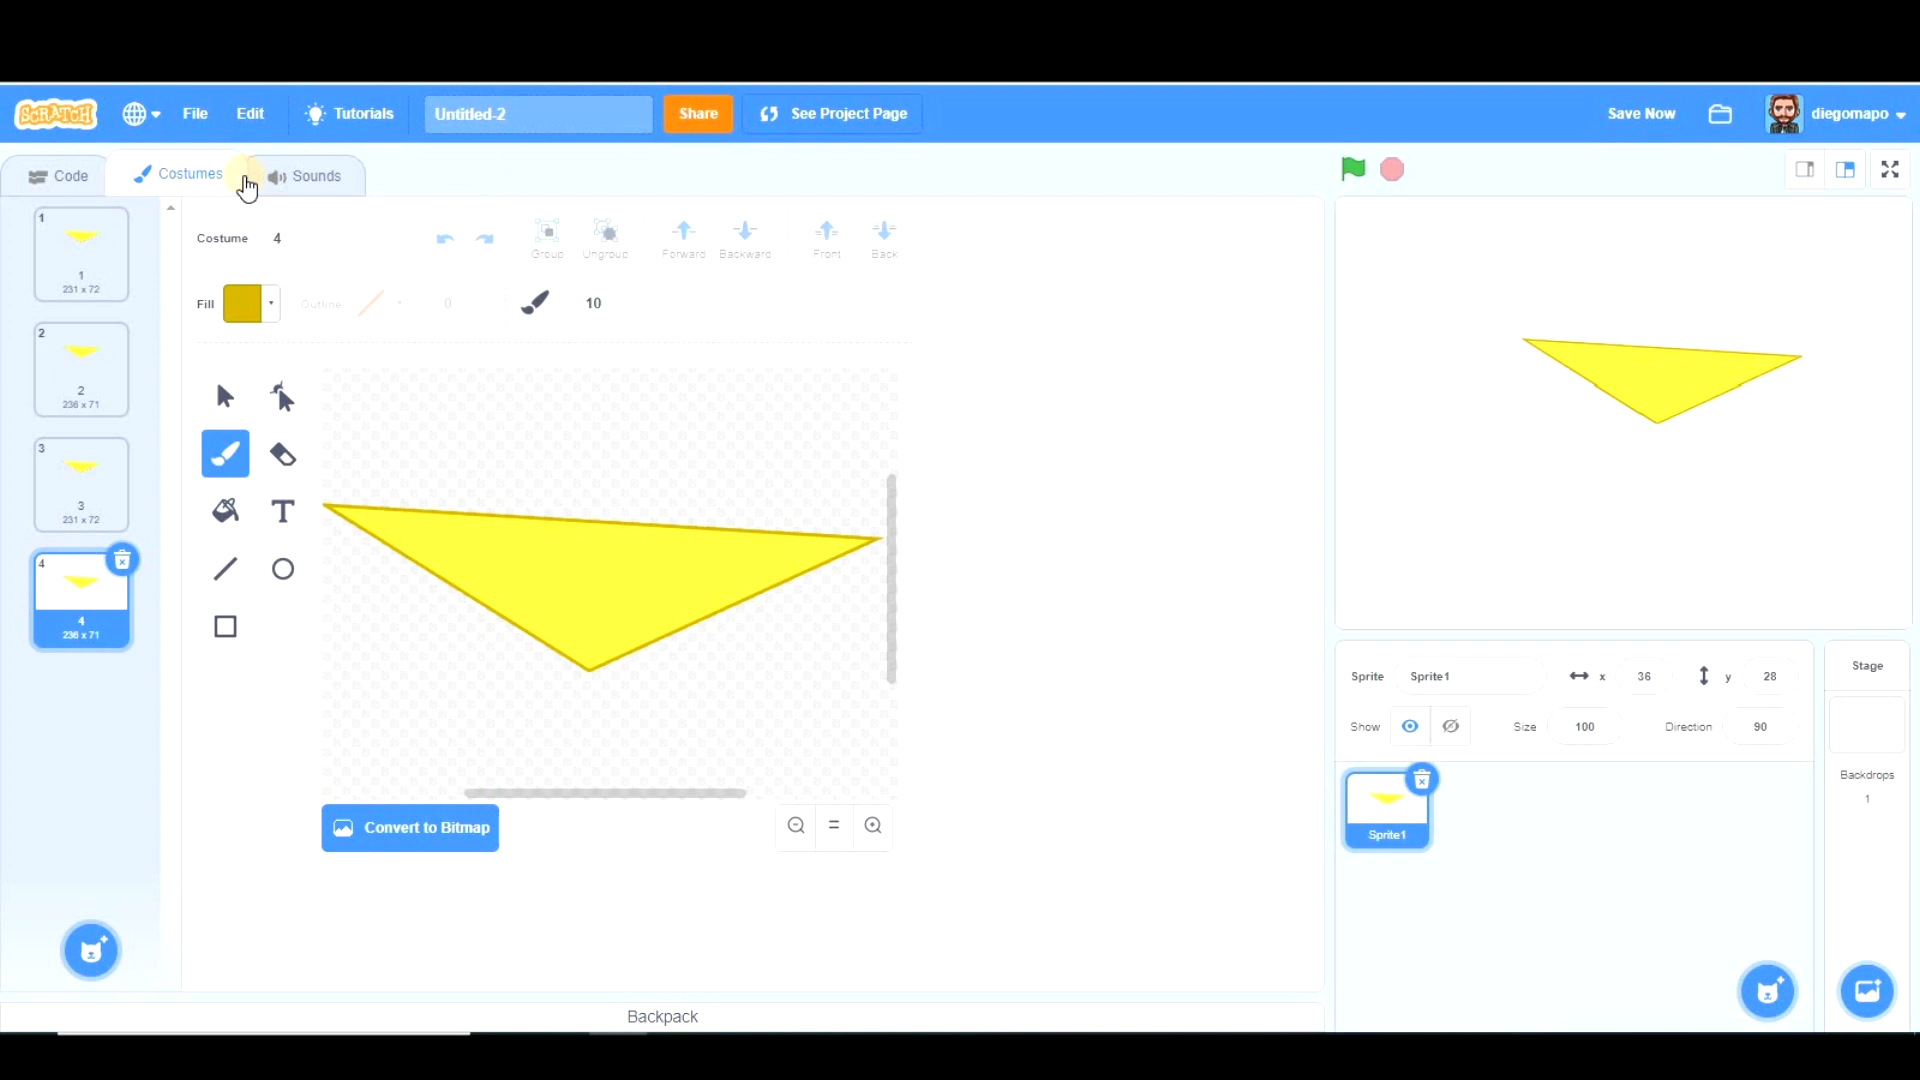 SCRATCH File Edit Tutorials Untitled-2 Share See Project Page Save Now diegomapo
Code Costumes Sounds
1
1
231 x 72
2
2
236 x 71
3
3
231 x 72
4
4
236 x 71
Costume 4 Group Ungroup Forward Backward Front Back
Fill Outline 0 10
T
Convert to Bitmap
Sprite Sprite1 x 36 y 28
Show Size 100 Direction 90
Sprite1
Stage
Backdrops
1
Backpack